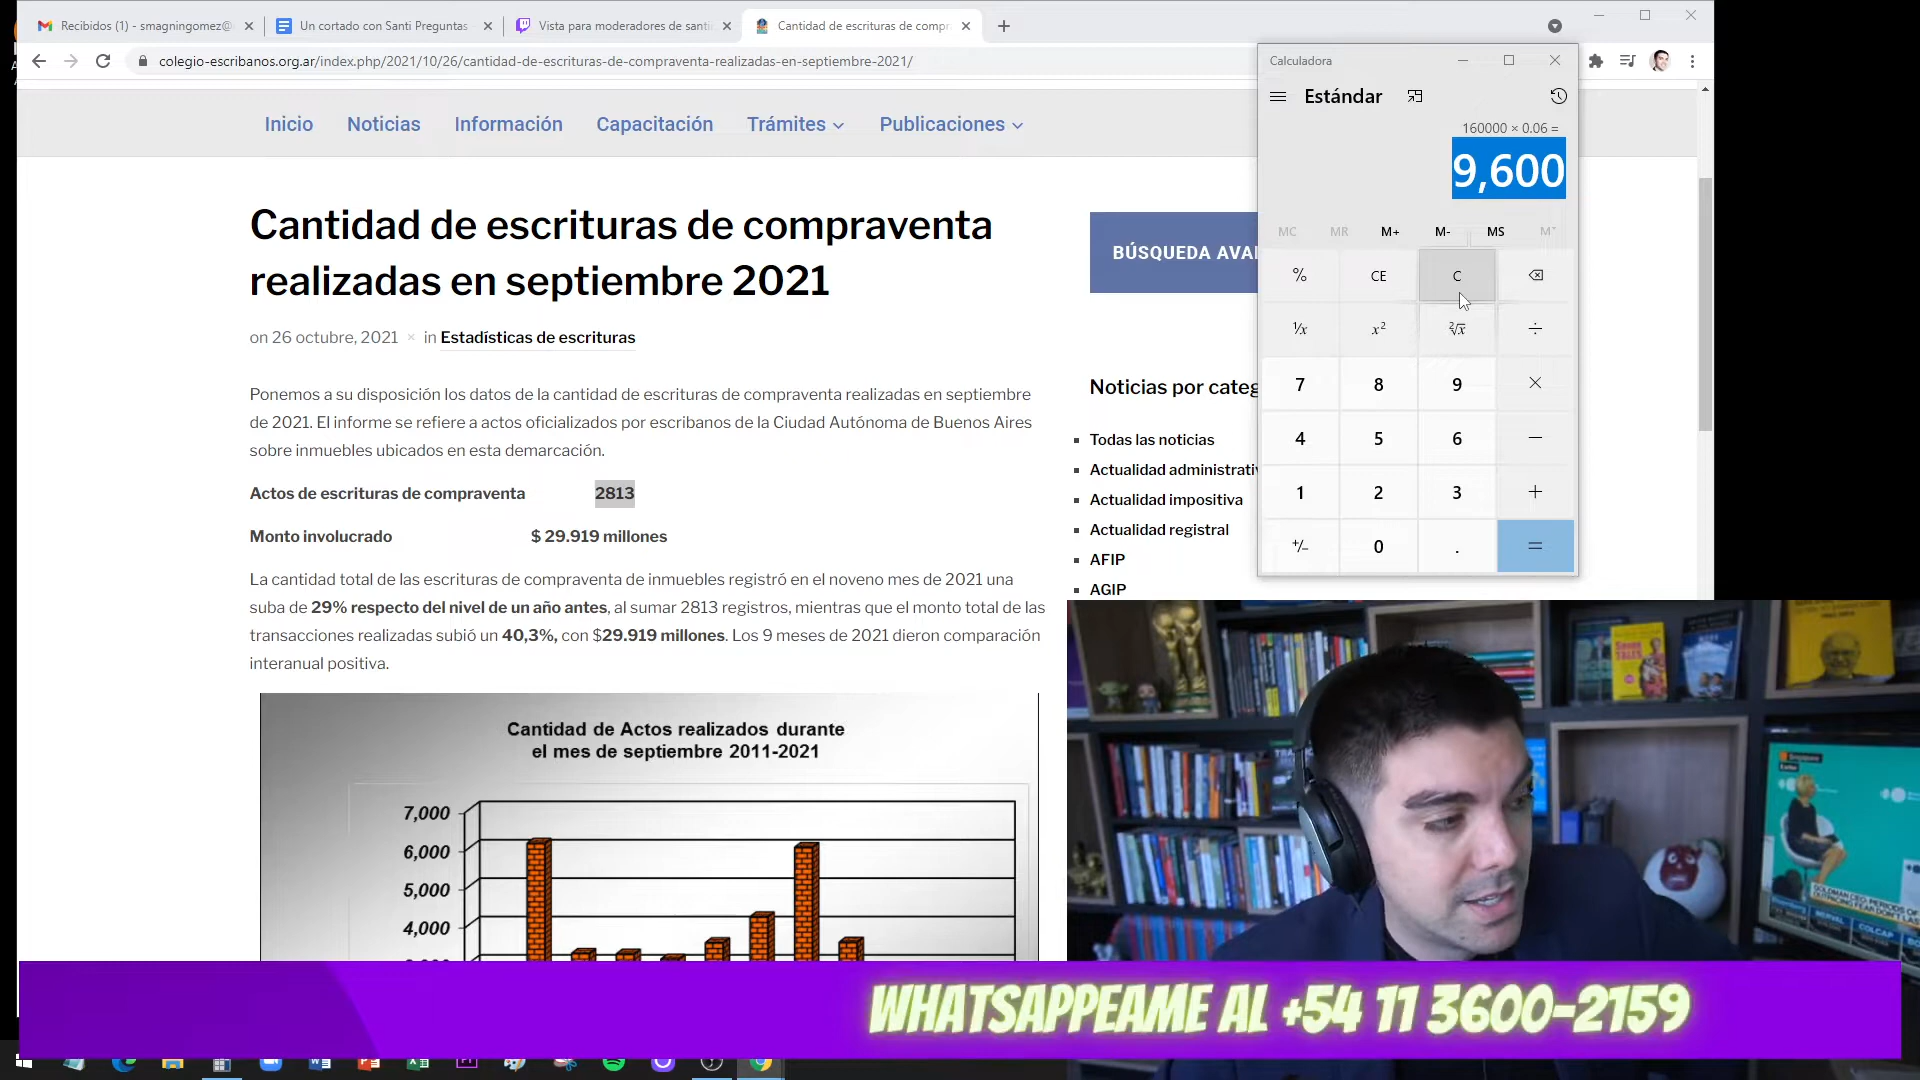 Recibidos (1) - smagningomez@
Un cortado con Santi Preguntas
Vista para moderadores de santi
Cantidad de escrituras de compr
colegio-escribanos.org.ar/index.php/2021/10/26/cantidad-de-escrituras-de-compraventa-realizadas-en-septiembre-2021/
Inicio
Noticias
Información
Capacitación
Trámites
Publicaciones
Cantidad de escrituras de compraventa
realizadas en septiembre 2021
on 26 octubre, 2021 × in Estadísticas de escrituras
Ponemos a su disposición los datos de la cantidad de escrituras de compraventa realizadas en septiembre
de 2021. El informe se refiere a actos oficializados por escribanos de la Ciudad Autónoma de Buenos Aires
sobre inmuebles ubicados en esta demarcación.
Actos de escrituras de compraventa 2813
Monto involucrado $ 29.919 millones
La cantidad total de las escrituras de compraventa de inmuebles registró en el noveno mes de 2021 una
suba de 29% respecto del nivel de un año antes, al sumar 2813 registros, mientras que el monto total de las
transacciones realizadas subió un 40,3%, con $29.919 millones. Los 9 meses de 2021 dieron comparación
interanual positiva.
Cantidad de Actos realizados durante
el mes de septiembre 2011-2021
7,000
6,000
5,000
4,000
BÚSQUEDA AVA
Noticias por categ
Todas las noticias
Actualidad administrativ
Actualidad impositiva
Actualidad registral
AFIP
AGIP
Calculadora
Estándar
160000 × 0.06 =
9,600
MC MR M+ M- MS M˅
% CE C
¹/x x² ²√x ÷
7 8 9 ×
4 5 6 −
1 2 3 +
+/− 0 . =
WHATSAPPEAME AL +54 11 3600-2159